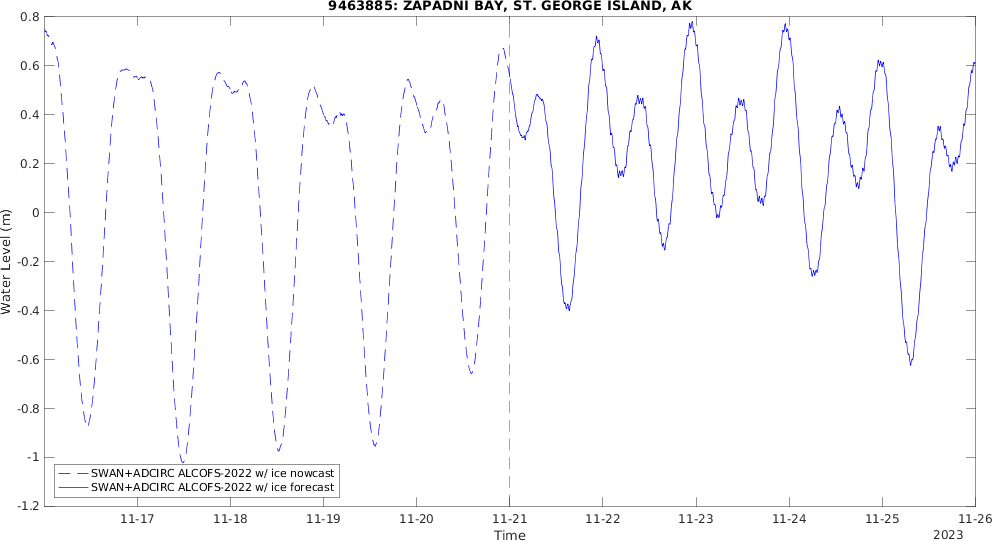 9463885: ZAPADNI BAY, ST. GEORGE ISLAND, AK
0.8
0.6
0.4
0.2
0
-0.2
-0.4
-0.6
-0.8
-1
-1.2
Water Level (m)
SWAN+ADCIRC ALCOFS-2022 w/ ice nowcast
SWAN+ADCIRC ALCOFS-2022 w/ ice forecast
11-17 11-18 11-19 11-20 11-21 11-22 11-23 11-24 11-25 11-26
Time
2023